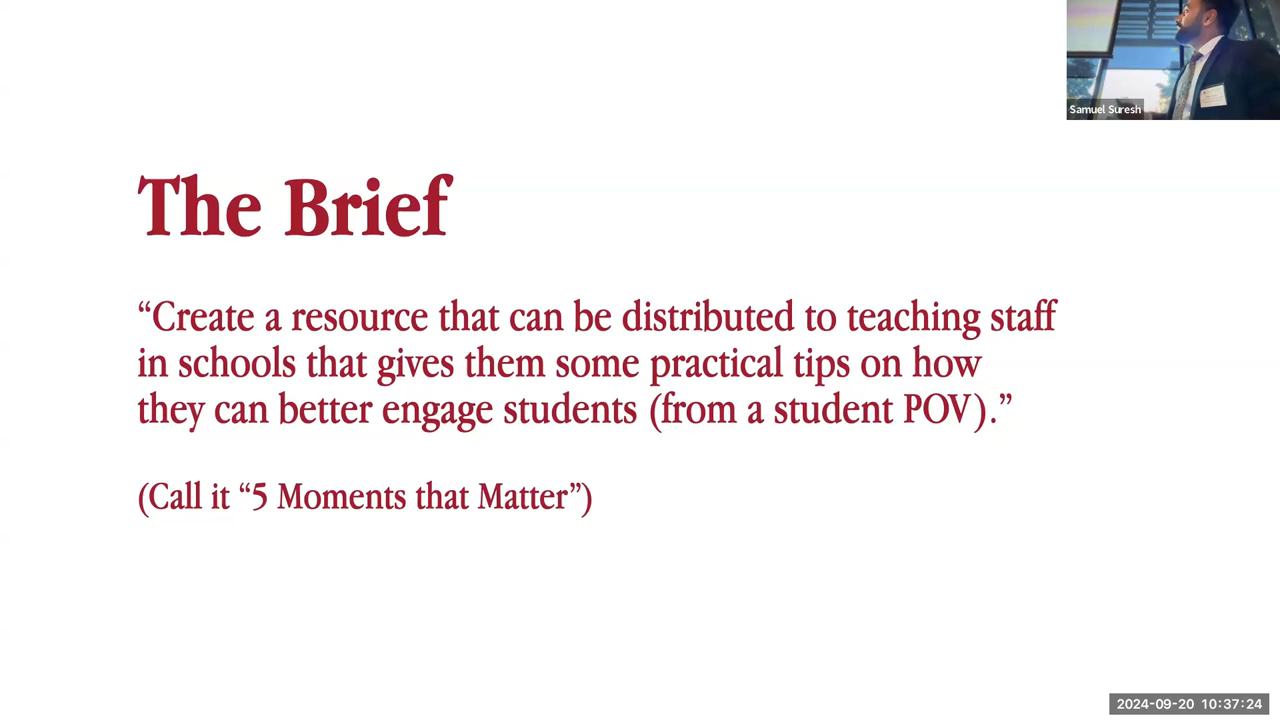 Samuel Suresh
The Brief
“Create a resource that can be distributed to teaching staff
in schools that gives them some practical tips on how
they can better engage students (from a student POV).”
(Call it “5 Moments that Matter”)
2024-09-20 10:37:24